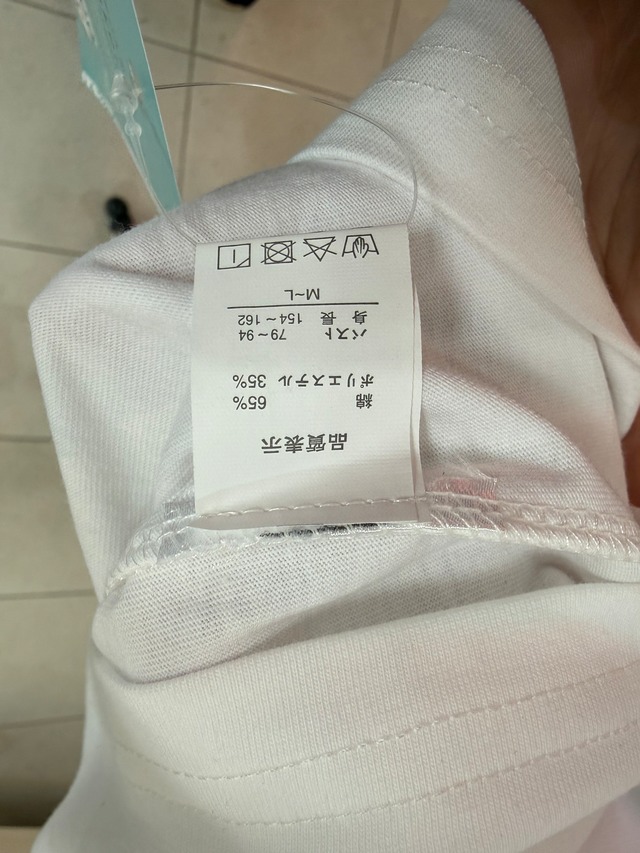 品質表示
綿 65%
ポリエステル 35%
バスト 79~94
身長 154~162
M~L